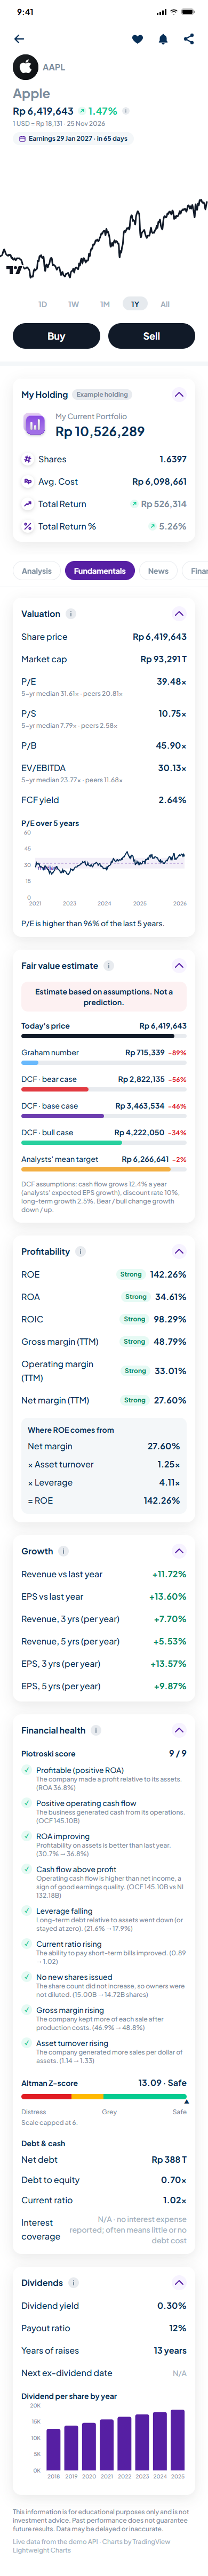 9:41
AAPL
Apple
Rp 6,419,643 1.47% i
1 USD = Rp 18,131 · 25 Nov 2026
Earnings 29 Jan 2027 · in 65 days
1D 1W 1M 1Y All
Buy Sell
My Holding Example holding
My Current Portfolio
Rp 10,526,289
Shares 1.6397
Avg. Cost Rp 6,098,661
Total Return Rp 526,314
Total Return % 5.26%
Analysis Fundamentals News Finan
Valuation i
Share price Rp 6,419,643
Market cap Rp 93,291 T
P/E 39.48×
5-yr median 31.61× · peers 20.81×
P/S 10.75×
5-yr median 7.79× · peers 2.58×
P/B 45.90×
EV/EBITDA 30.13×
5-yr median 23.77× · peers 11.68×
FCF yield 2.64%
P/E over 5 years
60
45
30
15
0
2021 2023 2024 2025 2026
P/E is higher than 96% of the last 5 years.
Fair value estimate i
Estimate based on assumptions. Not a
prediction.
Today's price Rp 6,419,643
Graham number Rp 715,339 -89%
DCF · bear case Rp 2,822,135 -56%
DCF · base case Rp 3,463,534 -46%
DCF · bull case Rp 4,222,050 -34%
Analysts' mean target Rp 6,266,641 -2%
DCF assumptions: cash flow grows 12.4% a year
(analysts' expected EPS growth), discount rate 10%,
long-term growth 2.5%. Bear / bull change growth
down / up.
Profitability i
ROE Strong 142.26%
ROA Strong 34.61%
ROIC Strong 98.29%
Gross margin (TTM) Strong 48.79%
Operating margin
(TTM) Strong 33.01%
Net margin (TTM) Strong 27.60%
Where ROE comes from
Net margin 27.60%
× Asset turnover 1.25×
× Leverage 4.11×
= ROE 142.26%
Growth i
Revenue vs last year +11.72%
EPS vs last year +13.60%
Revenue, 3 yrs (per year) +7.70%
Revenue, 5 yrs (per year) +5.53%
EPS, 3 yrs (per year) +13.57%
EPS, 5 yrs (per year) +9.87%
Financial health i
Piotroski score 9 / 9
Profitable (positive ROA)
The company made a profit relative to its assets.
(ROA 36.8%)
Positive operating cash flow
The business generated cash from its operations.
(OCF 145.10B)
ROA improving
Profitability on assets is better than last year.
(30.7% → 36.8%)
Cash flow above profit
Operating cash flow is higher than net income, a
sign of good earnings quality. (OCF 145.10B vs NI
132.18B)
Leverage falling
Long-term debt relative to assets went down (or
stayed at zero). (21.6% → 17.9%)
Current ratio rising
The ability to pay short-term bills improved. (0.89
→ 1.02)
No new shares issued
The share count did not increase, so owners were
not diluted. (15.00B → 14.72B shares)
Gross margin rising
The company kept more of each sale after
production costs. (46.9% → 48.8%)
Asset turnover rising
The company generated more sales per dollar of
assets. (1.14 → 1.33)
Altman Z-score 13.09 · Safe
Distress Grey Safe
Scale capped at 6.
Debt & cash
Net debt Rp 388 T
Debt to equity 0.70×
Current ratio 1.02×
Interest
coverage
N/A · no interest expense
reported; often means little or no
debt cost
Dividends i
Dividend yield 0.30%
Payout ratio 12%
Years of raises 13 years
Next ex-dividend date N/A
Dividend per share by year
20K
15K
10K
5K
0K
2018 2019 2020 2021 2022 2023 2024 2025
This information is for educational purposes only and is not
investment advice. Past performance does not guarantee
future results. Data may be delayed or inaccurate.
Live data from the demo API · Charts by TradingView
Lightweight Charts